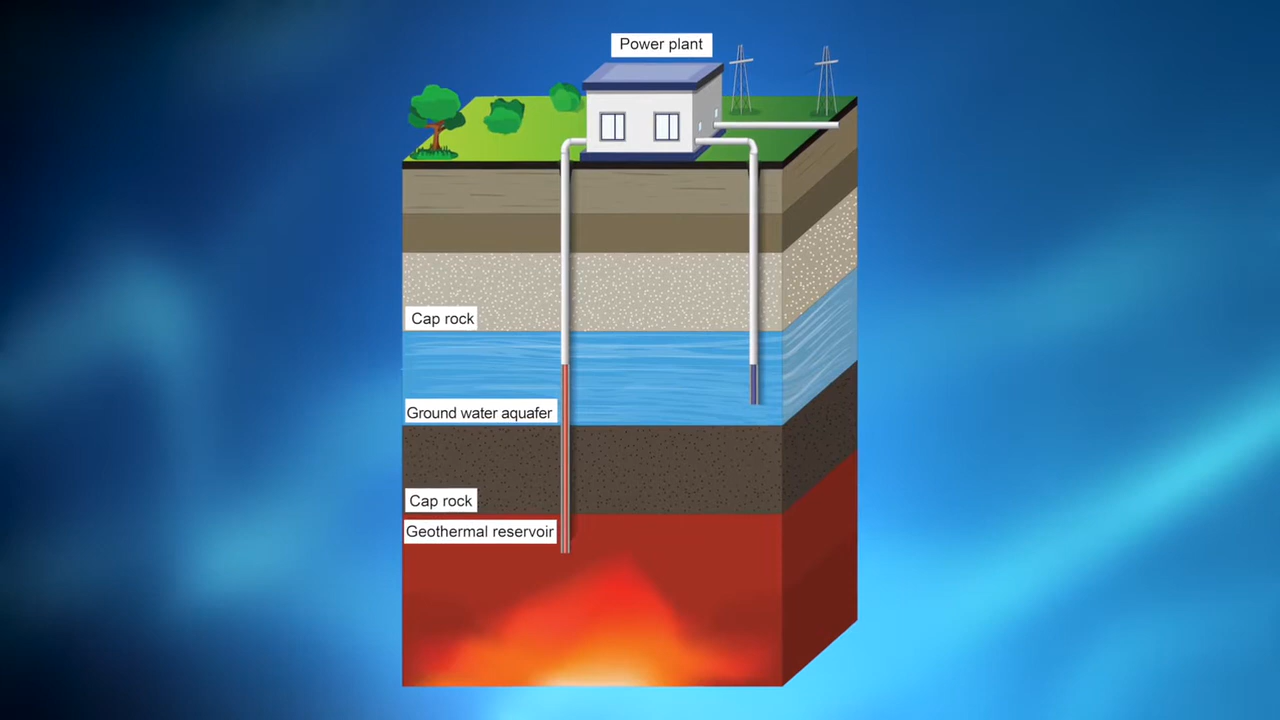 Power plant
Cap rock
Ground water aquafer
Cap rock
Geothermal reservoir